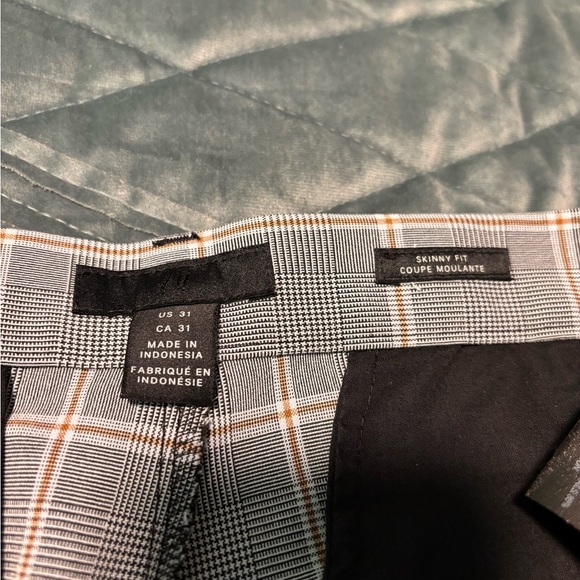 US 31
CA 31
MADE IN
INDONESIA
FABRIQUÉ EN
INDONÉSIE
SKINNY FIT
COUPE MOULANTE